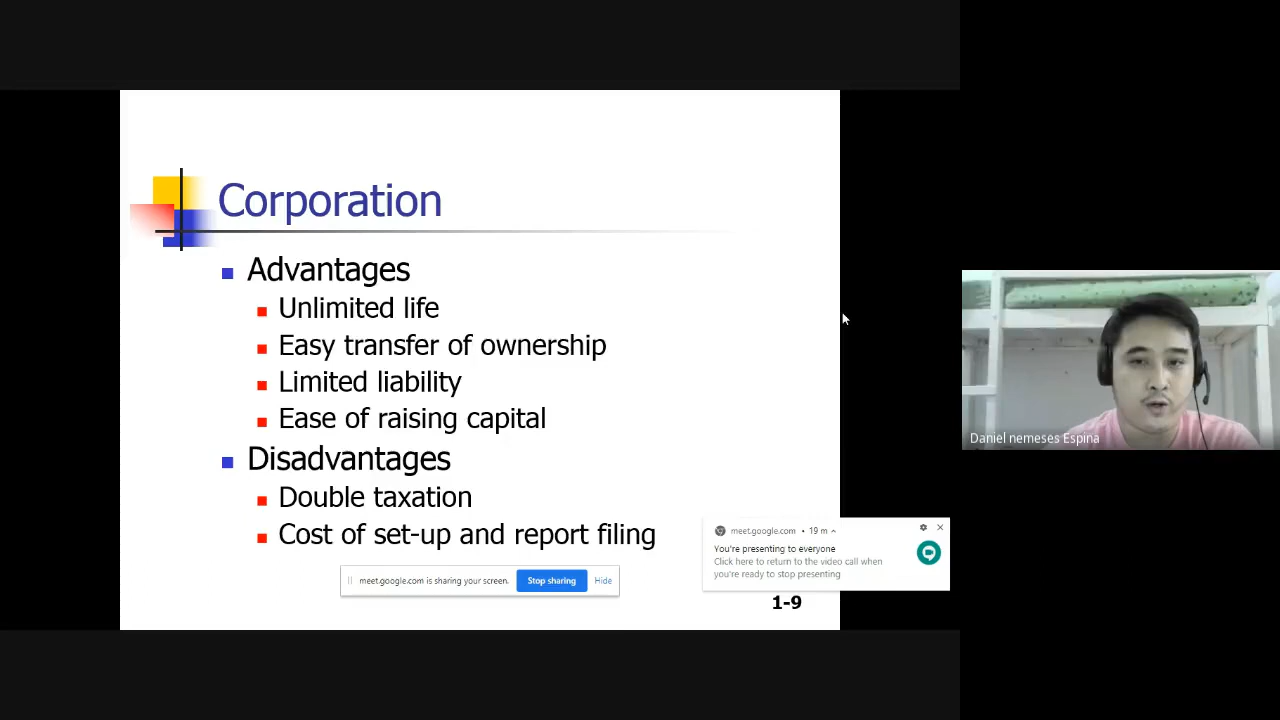 Corporation
Advantages
Unlimited life
Easy transfer of ownership
Limited liability
Ease of raising capital
Disadvantages
Double taxation
Cost of set-up and report filing
meet.google.com is sharing your screen. Stop sharing Hide
meet.google.com • 19 m
You're presenting to everyone
Click here to return to the video call when
you're ready to stop presenting
1-9
Daniel nemeses Espina